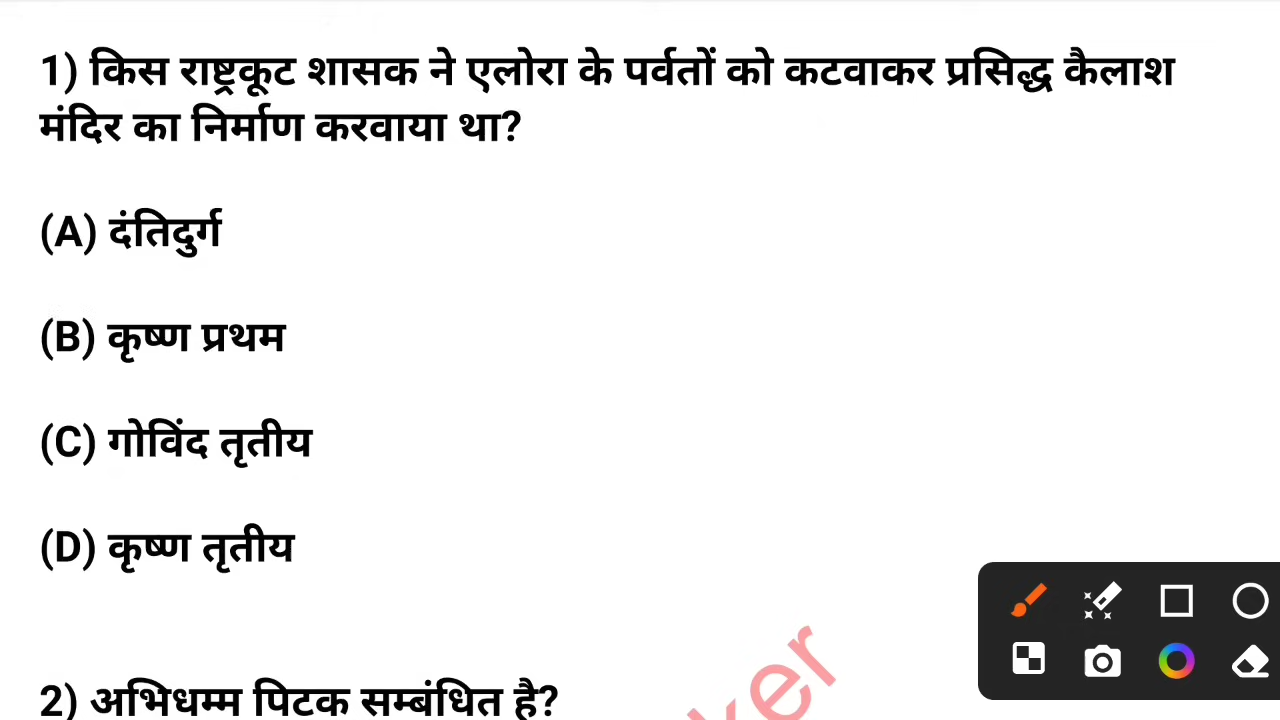 1) किस राष्ट्रकूट शासक ने एलोरा के पर्वतों को कटवाकर प्रसिद्ध कैलाश
मंदिर का निर्माण करवाया था?
(A) दंतिदुर्ग
(B) कृष्ण प्रथम
(C) गोविंद तृतीय
(D) कृष्ण तृतीय
2) अभिधम्म पिटक सम्बंधित है?